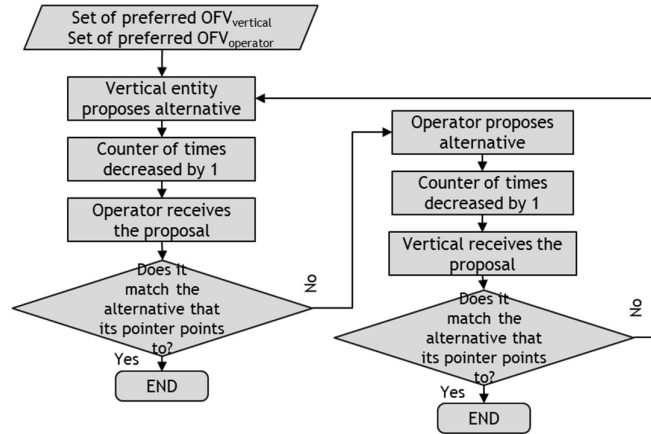 Set of preferred OFVvertical
Set of preferred OFVoperator
Vertical entity
proposes alternative
Counter of times
decreased by 1
Operator receives
the proposal
Does it
match the
alternative that
its pointer points
to?
No
Yes
END
Operator proposes
alternative
Counter of times
decreased by 1
Vertical receives the
proposal
Does it
match the
alternative that
its pointer points
to?
No
Yes
END